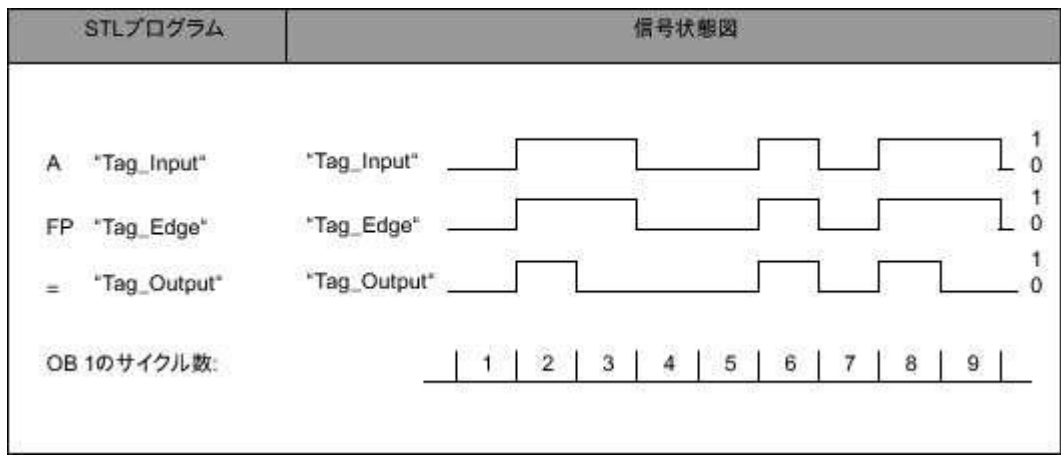 STLプログラム 信号状態図
A "Tag_Input" "Tag_Input" 1
0
FP "Tag_Edge" "Tag_Edge" 1
0
= "Tag_Output" "Tag_Output" 1
0
OB 1のサイクル数: 1 2 3 4 5 6 7 8 9